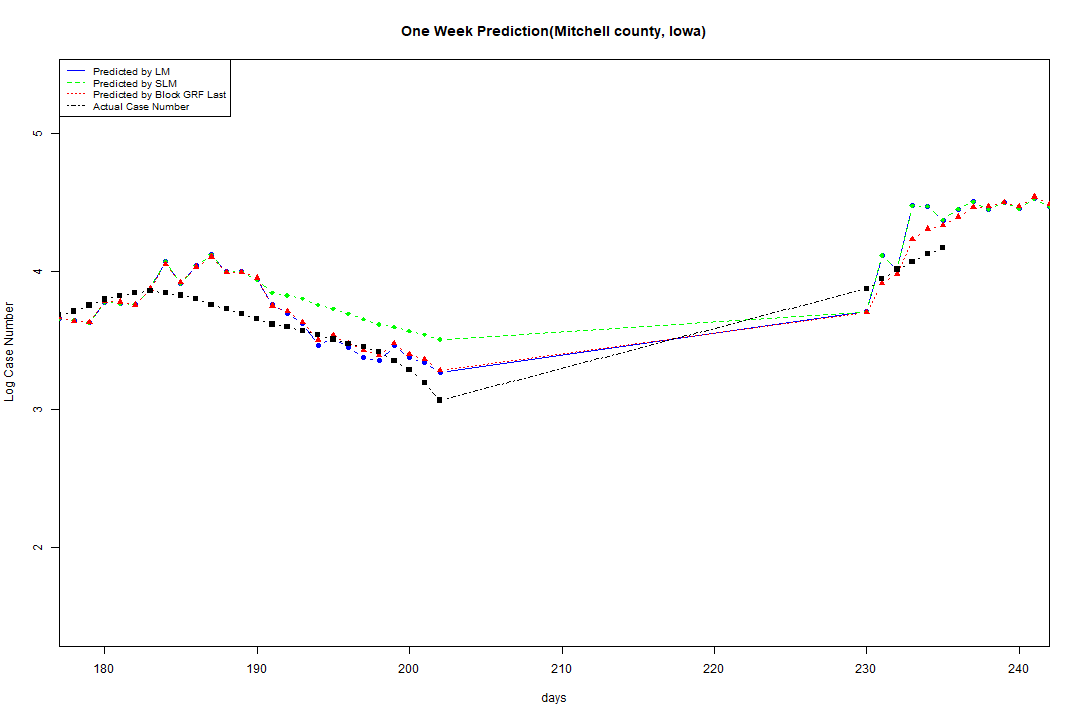 One Week Prediction(Mitchell county, Iowa)
Predicted by LM
Predicted by SLM
Predicted by Block GRF Last
Actual Case Number
Log Case Number
5
4
3
2
180 190 200 210 220 230 240
days